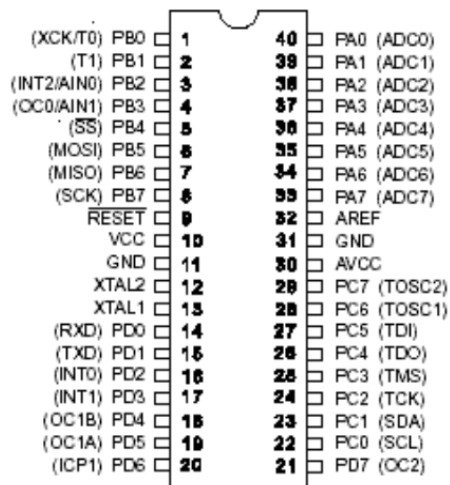 (XCK/T0) PB0 1 40 PA0 (ADC0)
(T1) PB1 2 39 PA1 (ADC1)
(INT2/AIN0) PB2 3 38 PA2 (ADC2)
(OC0/AIN1) PB3 4 37 PA3 (ADC3)
(SS) PB4 5 36 PA4 (ADC4)
(MOSI) PB5 6 35 PA5 (ADC5)
(MISO) PB6 7 34 PA6 (ADC6)
(SCK) PB7 8 33 PA7 (ADC7)
RESET 9 32 AREF
VCC 10 31 GND
GND 11 30 AVCC
XTAL2 12 29 PC7 (TOSC2)
XTAL1 13 28 PC6 (TOSC1)
(RXD) PD0 14 27 PC5 (TDI)
(TXD) PD1 15 26 PC4 (TDO)
(INT0) PD2 16 25 PC3 (TMS)
(INT1) PD3 17 24 PC2 (TCK)
(OC1B) PD4 18 23 PC1 (SDA)
(OC1A) PD5 19 22 PC0 (SCL)
(ICP1) PD6 20 21 PD7 (OC2)